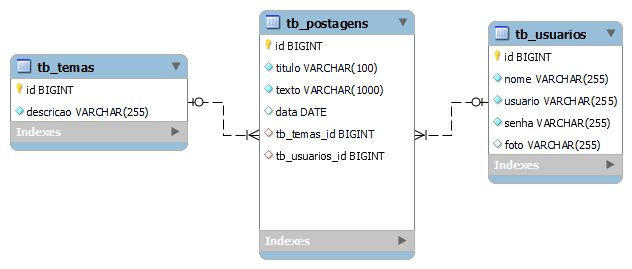 tb_temas
id BIGINT
descricao VARCHAR(255)
Indexes
tb_postagens
id BIGINT
titulo VARCHAR(100)
texto VARCHAR(1000)
data DATE
tb_temas_id BIGINT
tb_usuarios_id BIGINT
Indexes
tb_usuarios
id BIGINT
nome VARCHAR(255)
usuario VARCHAR(255)
senha VARCHAR(255)
foto VARCHAR(255)
Indexes